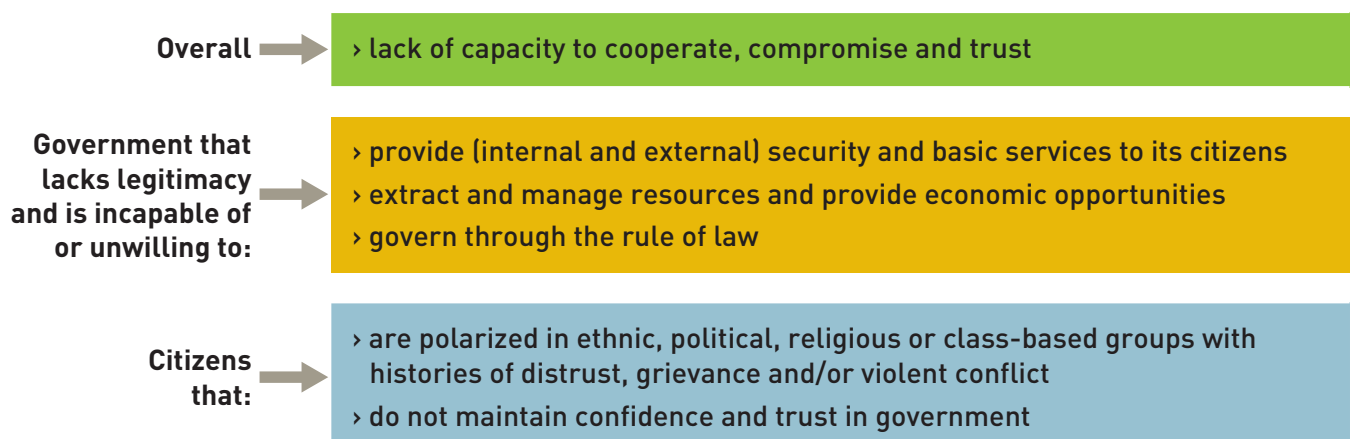 Overall
› lack of capacity to cooperate, compromise and trust
Government that
lacks legitimacy
and is incapable of
or unwilling to:
› provide (internal and external) security and basic services to its citizens
› extract and manage resources and provide economic opportunities
› govern through the rule of law
Citizens
that:
› are polarized in ethnic, political, religious or class-based groups with
histories of distrust, grievance and/or violent conflict
› do not maintain confidence and trust in government